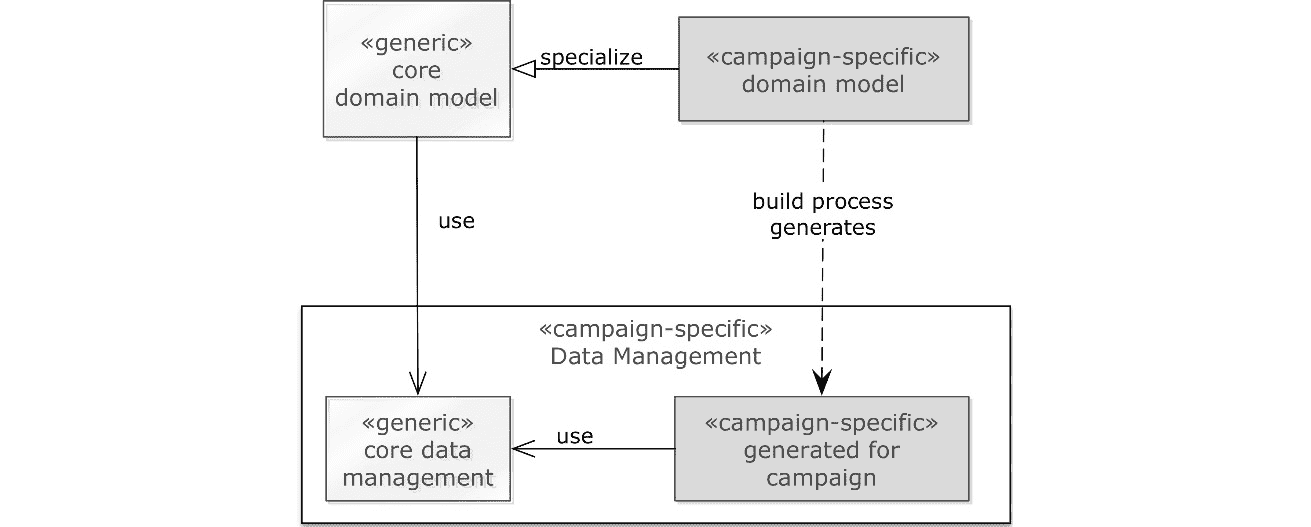 «generic»
core
domain model
specialize
«campaign-specific»
domain model
use
build process
generates
«campaign-specific»
Data Management
«generic»
core data
management
use
«campaign-specific»
generated for
campaign